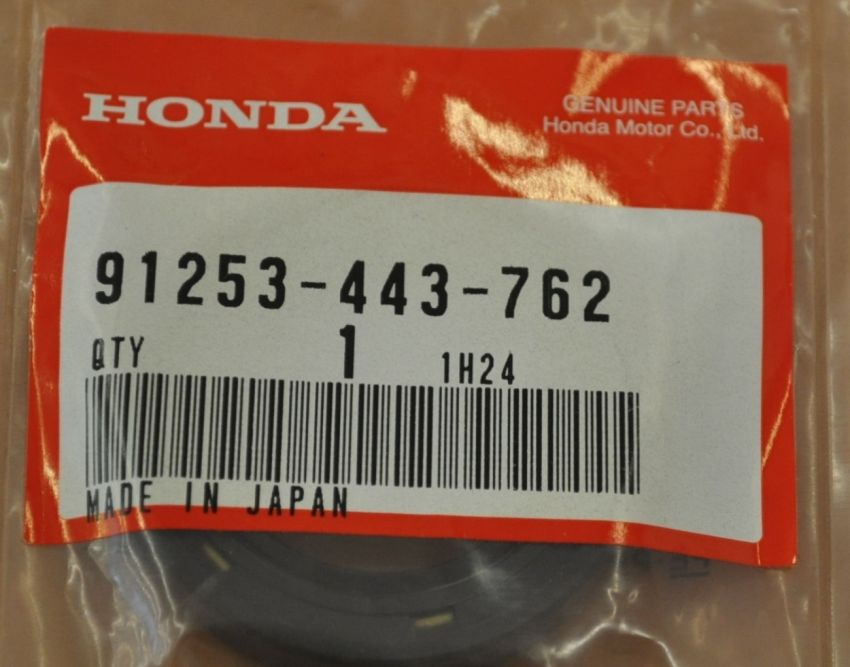 HONDA
GENUINE PARTS
Honda Motor Co., Ltd.
91253-443-762
QTY 1 1H24
MADE IN JAPAN